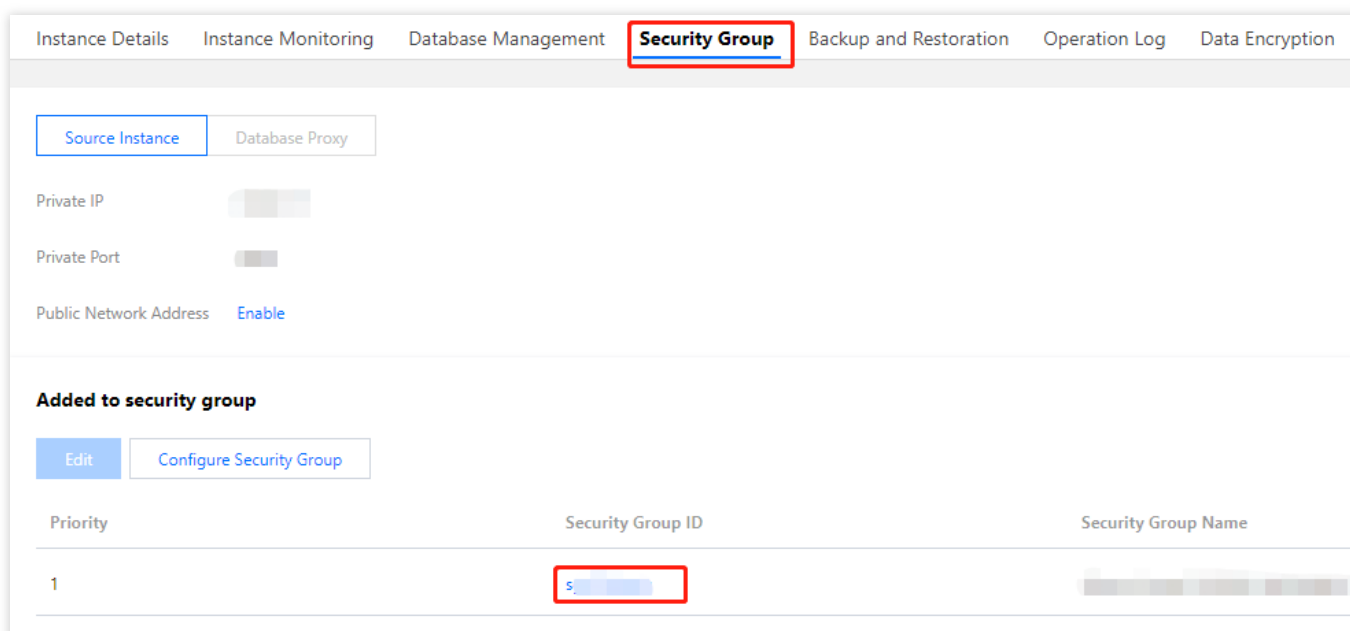 Instance Details Instance Monitoring Database Management Security Group Backup and Restoration Operation Log Data Encryption
Source Instance Database Proxy
Private IP
Private Port
Public Network Address Enable
Added to security group
Edit Configure Security Group
Priority Security Group ID Security Group Name
1